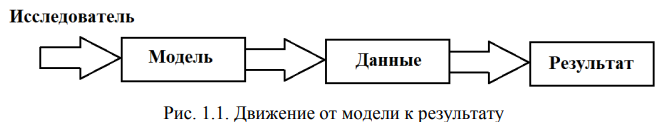 Исследователь
Модель
Данные
Результат
Рис. 1.1. Движение от модели к результату